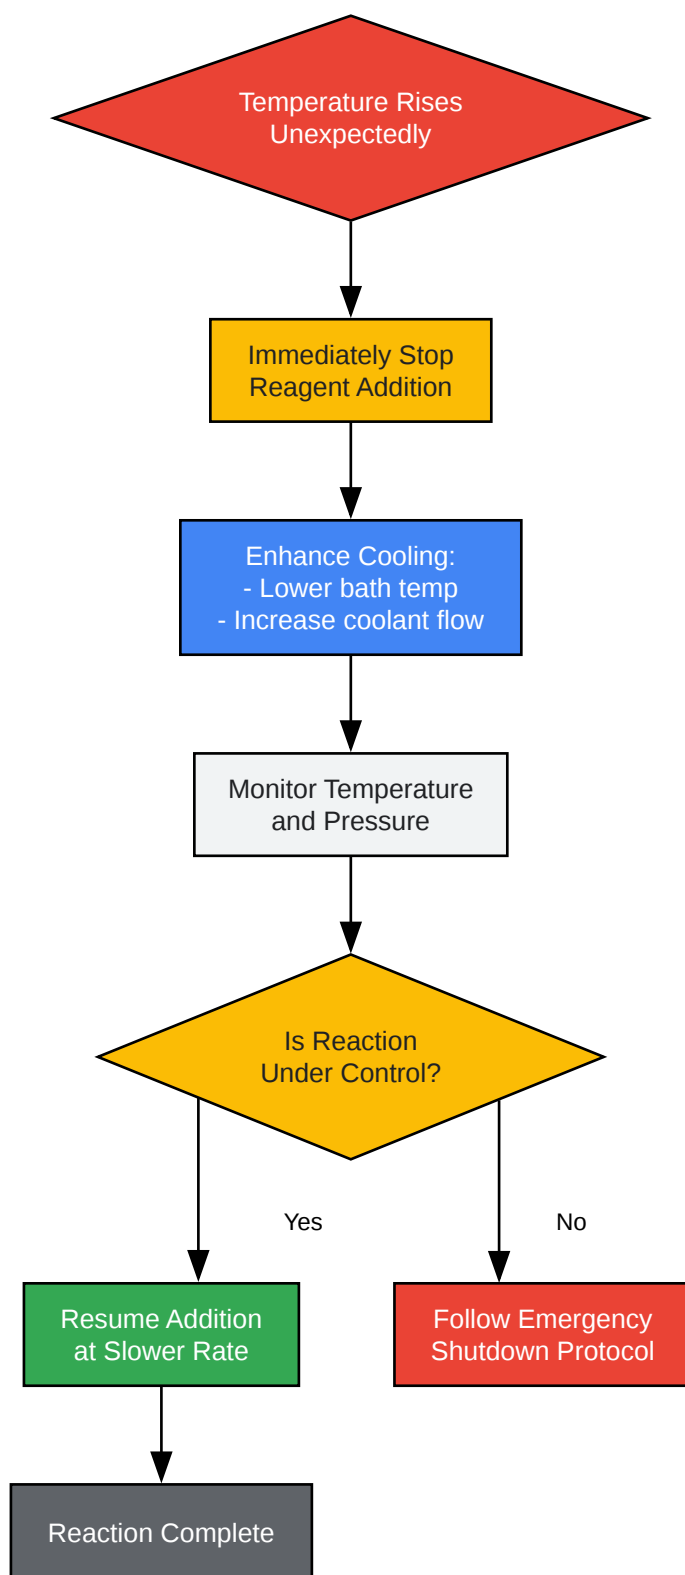 Temperature Rises
Unexpectedly
Immediately Stop
Reagent Addition
Enhance Cooling:
- Lower bath temp
- Increase coolant flow
Monitor Temperature
and Pressure
Is Reaction
Under Control?
Yes
No
Resume Addition
at Slower Rate
Follow Emergency
Shutdown Protocol
Reaction Complete